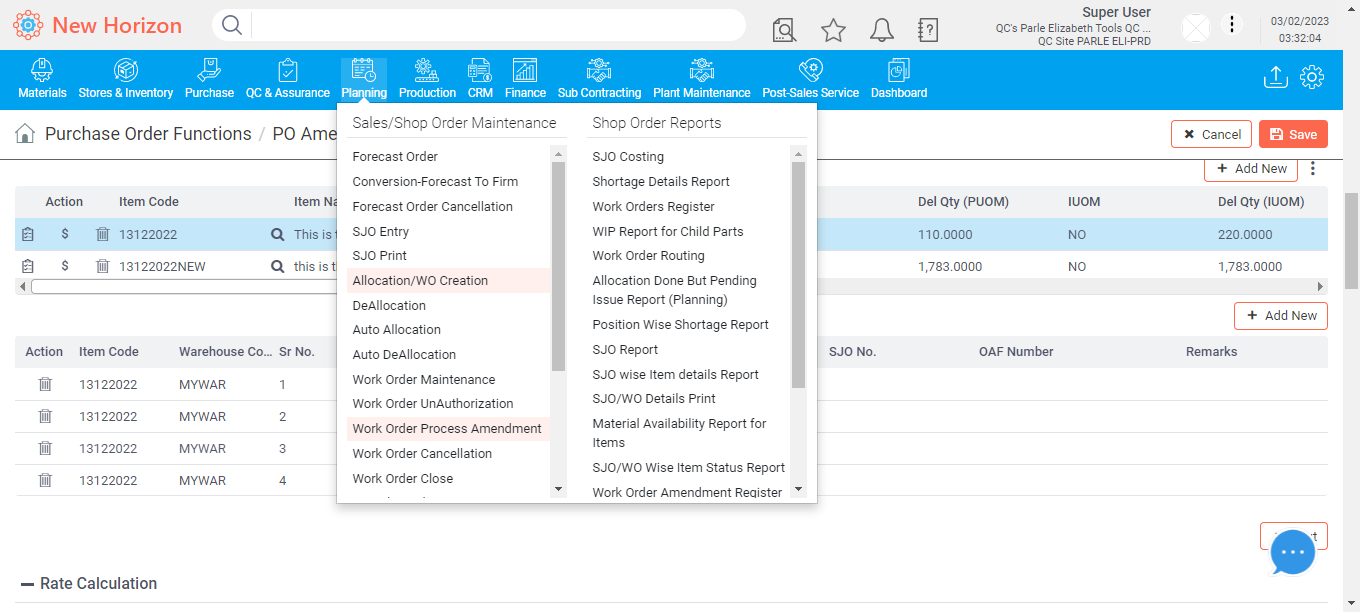 New Horizon
Super User
QC's Parle Elizabeth Tools QC ...
QC Site PARLE ELI-PRD
03/02/2023
03:32:04
Materials Stores & Inventory Purchase QC & Assurance Planning Production CRM Finance Sub Contracting Plant Maintenance Post-Sales Service Dashboard
Purchase Order Functions / PO Ame
Cancel Save
Sales/Shop Order Maintenance
Forecast Order
Conversion-Forecast To Firm
Forecast Order Cancellation
SJO Entry
SJO Print
Allocation/WO Creation
DeAllocation
Auto Allocation
Auto DeAllocation
Work Order Maintenance
Work Order UnAuthorization
Work Order Process Amendment
Work Order Cancellation
Work Order Close
Shop Order Reports
SJO Costing
Shortage Details Report
Work Orders Register
WIP Report for Child Parts
Work Order Routing
Allocation Done But Pending
Issue Report (Planning)
Position Wise Shortage Report
SJO Report
SJO wise Item details Report
SJO/WO Details Print
Material Availability Report for
Items
SJO/WO Wise Item Status Report
Work Order Amendment Register
+ Add New
Action Item Code Item Na Del Qty (PUOM) IUOM Del Qty (IUOM)
$ 13122022 This is 110.0000 NO 220.0000
$ 13122022NEW this is 1,783.0000 NO 1,783.0000
+ Add New
Action Item Code Warehouse Co... Sr No. SJO No. OAF Number Remarks
13122022 MYWAR 1
13122022 MYWAR 2
13122022 MYWAR 3
13122022 MYWAR 4
Rate Calculation